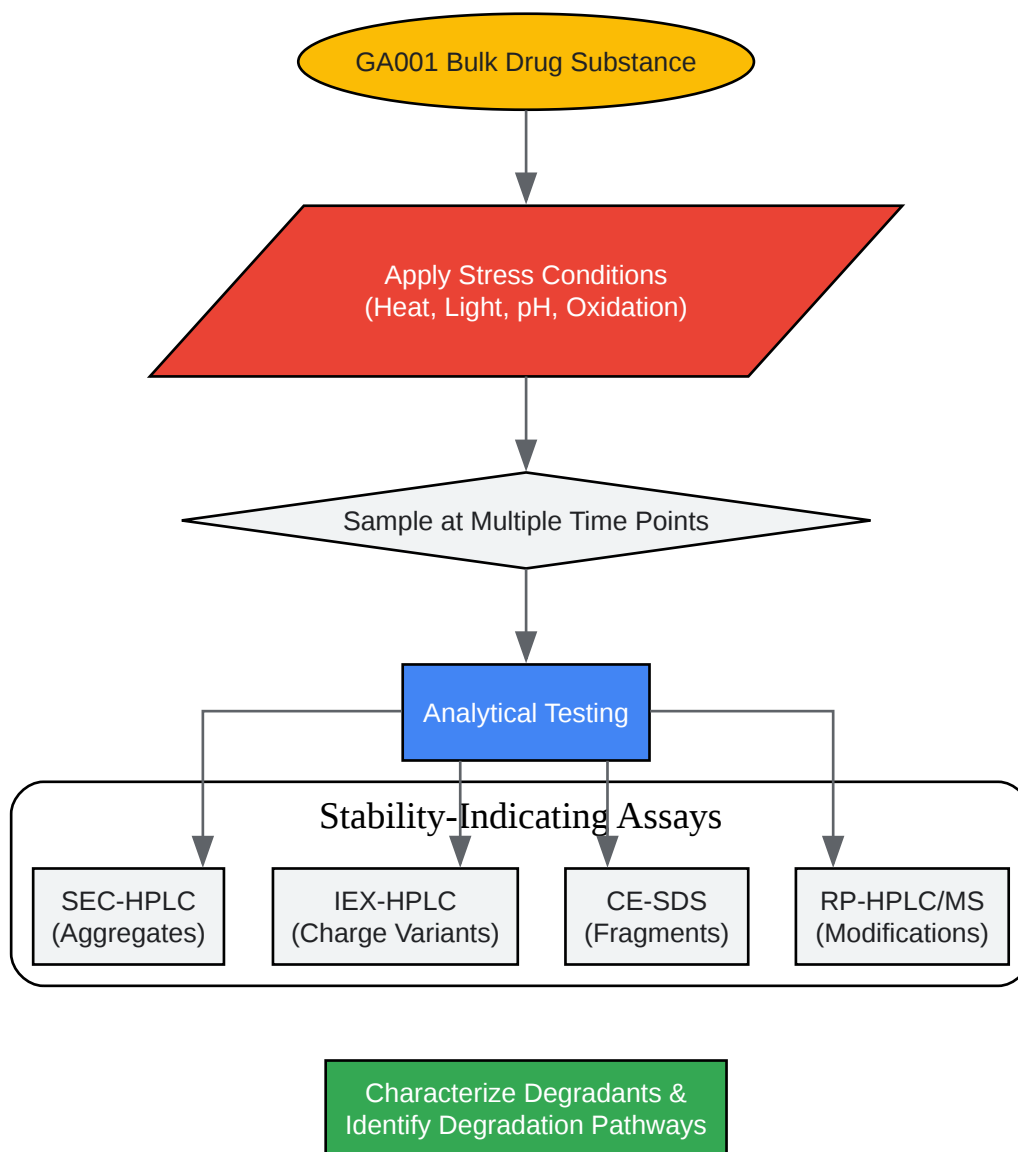 GA001 Bulk Drug Substance
Apply Stress Conditions
(Heat, Light, pH, Oxidation)
Sample at Multiple Time Points
Analytical Testing
Stability-Indicating Assays
SEC-HPLC
(Aggregates)
IEX-HPLC
(Charge Variants)
CE-SDS
(Fragments)
RP-HPLC/MS
(Modifications)
Characterize Degradants &
Identify Degradation Pathways